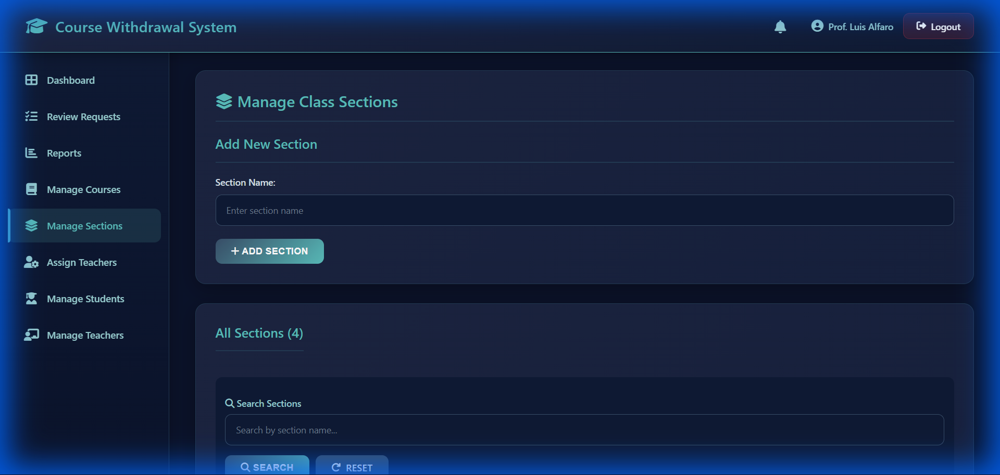 Course Withdrawal System
Prof. Luis Alfaro
Logout
Dashboard
Review Requests
Reports
Manage Courses
Manage Sections
Assign Teachers
Manage Students
Manage Teachers
Manage Class Sections
Add New Section
Section Name:
Enter section name
ADD SECTION
All Sections (4)
Search Sections
Search by section name...
SEARCH
RESET